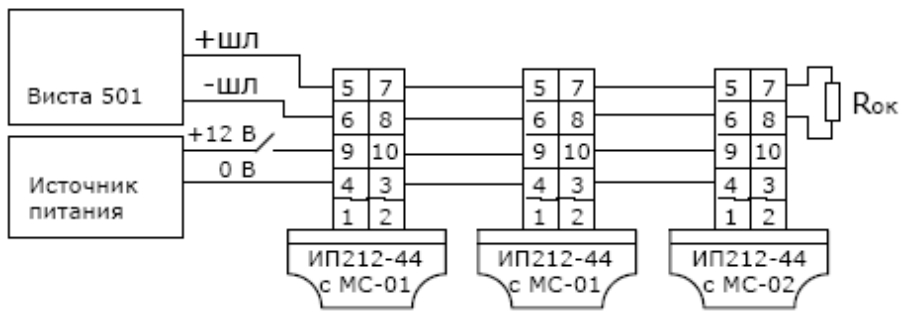 +шл
Виста 501
-шл
+12 В
0 В
Источник
питания
5 7
6 8
9 10
4 3
1 2
ИП212-44
с МС-01
5 7
6 8
9 10
4 3
1 2
ИП212-44
с МС-01
5 7
6 8
9 10
4 3
1 2
ИП212-44
с МС-02
Rок